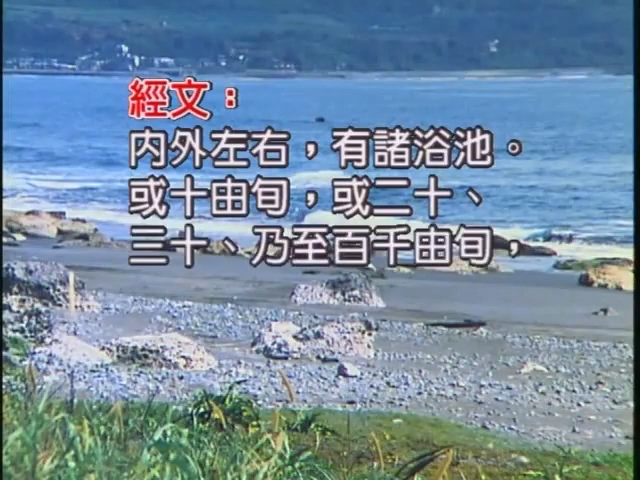 經文：
內外左右，有諸浴池。
或十由旬，或二十、
三十、乃至百千由旬，